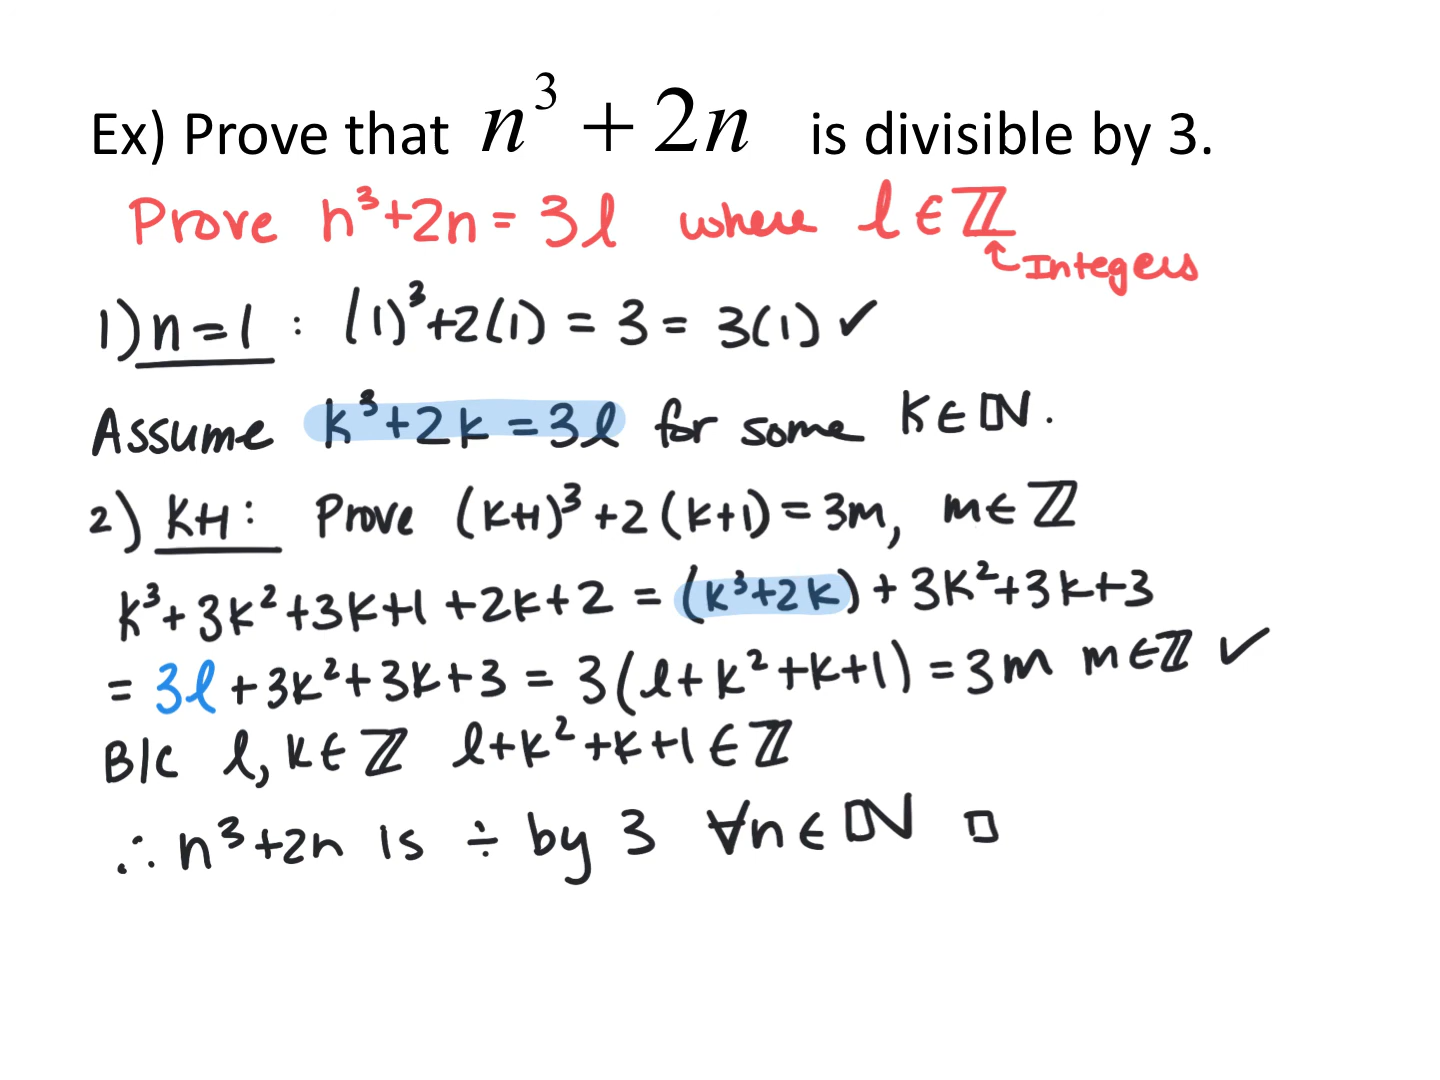 Ex) Prove that n³ + 2n is divisible by 3.
Prove n³+2n = 3ℓ where ℓ ∈ ℤ
Integers
1) n=1 : (1)³+2(1) = 3 = 3(1) ✓
Assume k³+2k = 3ℓ for some k ∈ ℕ.
2) k+1: Prove (k+1)³+2(k+1) = 3m, m ∈ ℤ
k³+3k²+3k+1+2k+2 = (k³+2k)+3k²+3k+3
= 3ℓ+3k²+3k+3 = 3(ℓ+k²+k+1) = 3m m∈ℤ ✓
B/c ℓ, k ∈ ℤ ℓ+k²+k+1 ∈ ℤ
∴ n³+2n is ÷ by 3 ∀n ∈ ℕ □